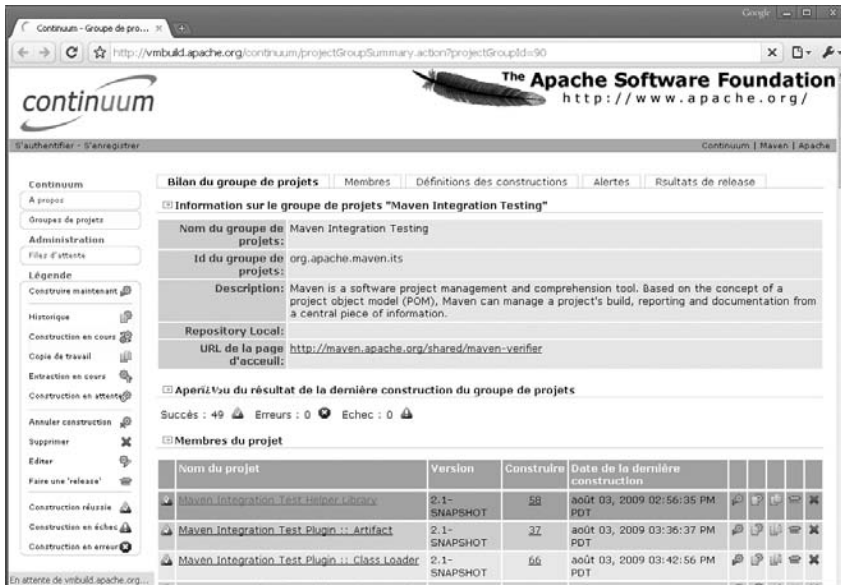 Google
Continuum - Groupe de pro...
http://vmbuild.apache.org/continuum/projectGroupSummary.action?projectGroupId=90
continuum
The Apache Software Foundation
http://www.apache.org/
S'authentifier - S'enregistrer
Continuum | Maven | Apache
Continuum
A propos
Groupes de projets
Administration
Files d'attente
Légende
Construire maintenant
Historique
Construction en cours
Copie de travail
Extraction en cours
Construction en attente
Annuler construction
Supprimer
Editer
Faire une 'release'
Construction réussie
Construction en échec
Construction en erreur
Bilan du groupe de projets
Membres
Définitions des constructions
Alertes
Rsultats de release
Information sur le groupe de projets "Maven Integration Testing"
Nom du groupe de projets: Maven Integration Testing
Id du groupe de projets: org.apache.maven.its
Description: Maven is a software project management and comprehension tool. Based on the concept of a
project object model (POM), Maven can manage a project's build, reporting and documentation from
a central piece of information.
Repository Local:
URL de la page d'acceuil: http://maven.apache.org/shared/maven-verifier
Aperï¿½u du résultat de la dernière construction du groupe de projets
Succès : 49 Erreurs : 0 Echec : 0
Membres du projet
Nom du projet Version Construire Date de la dernière construction
Maven Integration Test Helper Library 2.1-SNAPSHOT 58 août 03, 2009 02:56:35 PM PDT
Maven Integration Test Plugin :: Artifact 2.1-SNAPSHOT 37 août 03, 2009 03:36:37 PM PDT
Maven Integration Test Plugin :: Class Loader 2.1-SNAPSHOT 66 août 03, 2009 03:42:56 PM PDT
En attente de vmbuild.apache.org...